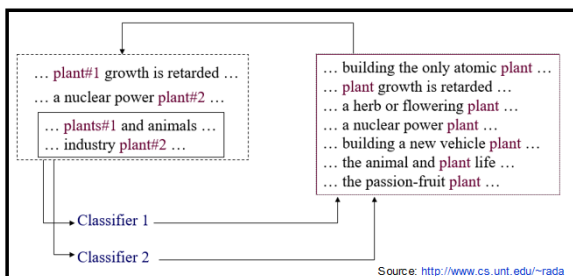 … plant#1 growth is retarded …
… a nuclear power plant#2 …
… plants#1 and animals …
… industry plant#2 …
… building the only atomic plant …
… plant growth is retarded …
… a herb or flowering plant …
… a nuclear power plant …
… building a new vehicle plant …
… the animal and plant life …
… the passion-fruit plant …
Classifier 1
Classifier 2
Source: http://www.cs.unt.edu/~rada